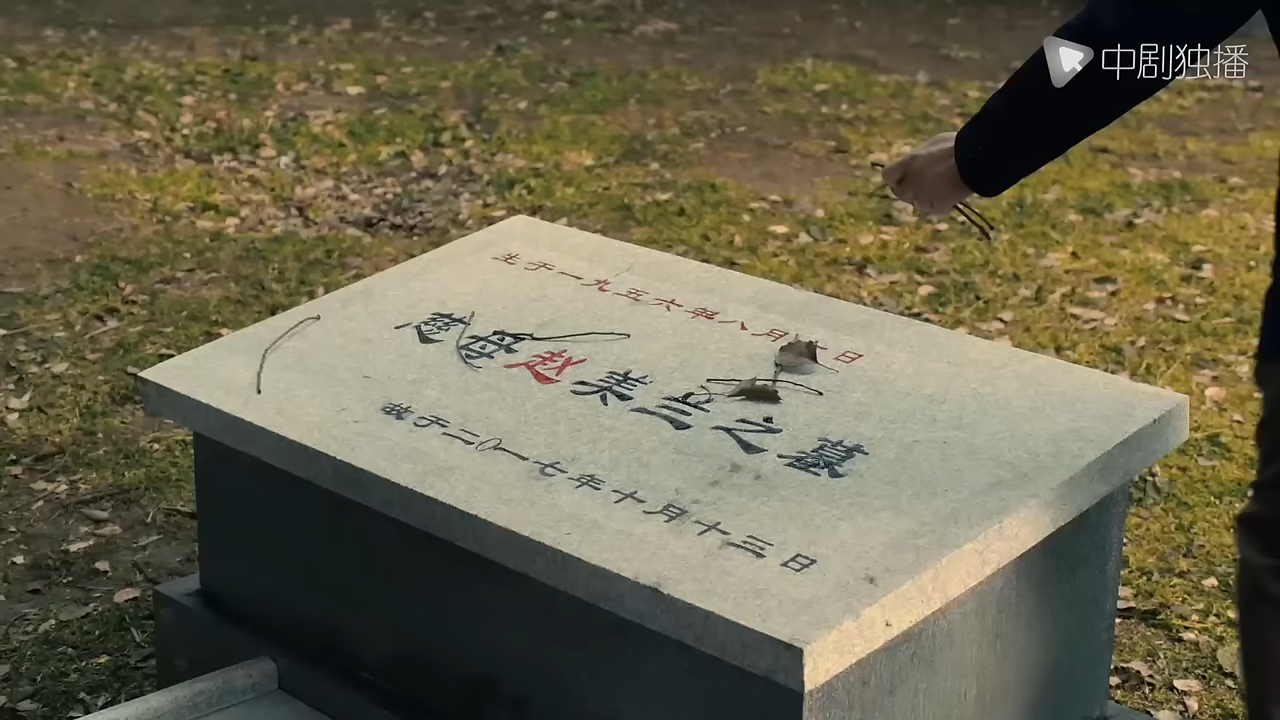 中剧独播
生于一九五六年八月日
慈母赵美兰之墓
故于二〇一七年十月十三日